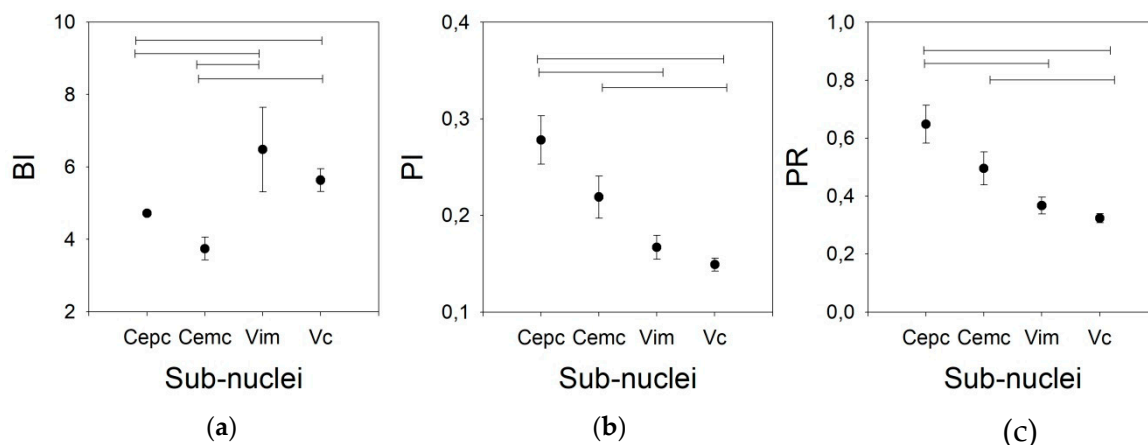 BI
10
8
6
4
2
Cepc Cemc Vim Vc
Sub-nuclei
(a)
PI
0,4
0,3
0,2
0,1
Cepc Cemc Vim Vc
Sub-nuclei
(b)
PR
1,0
0,8
0,6
0,4
0,2
0,0
Cepc Cemc Vim Vc
Sub-nuclei
(c)